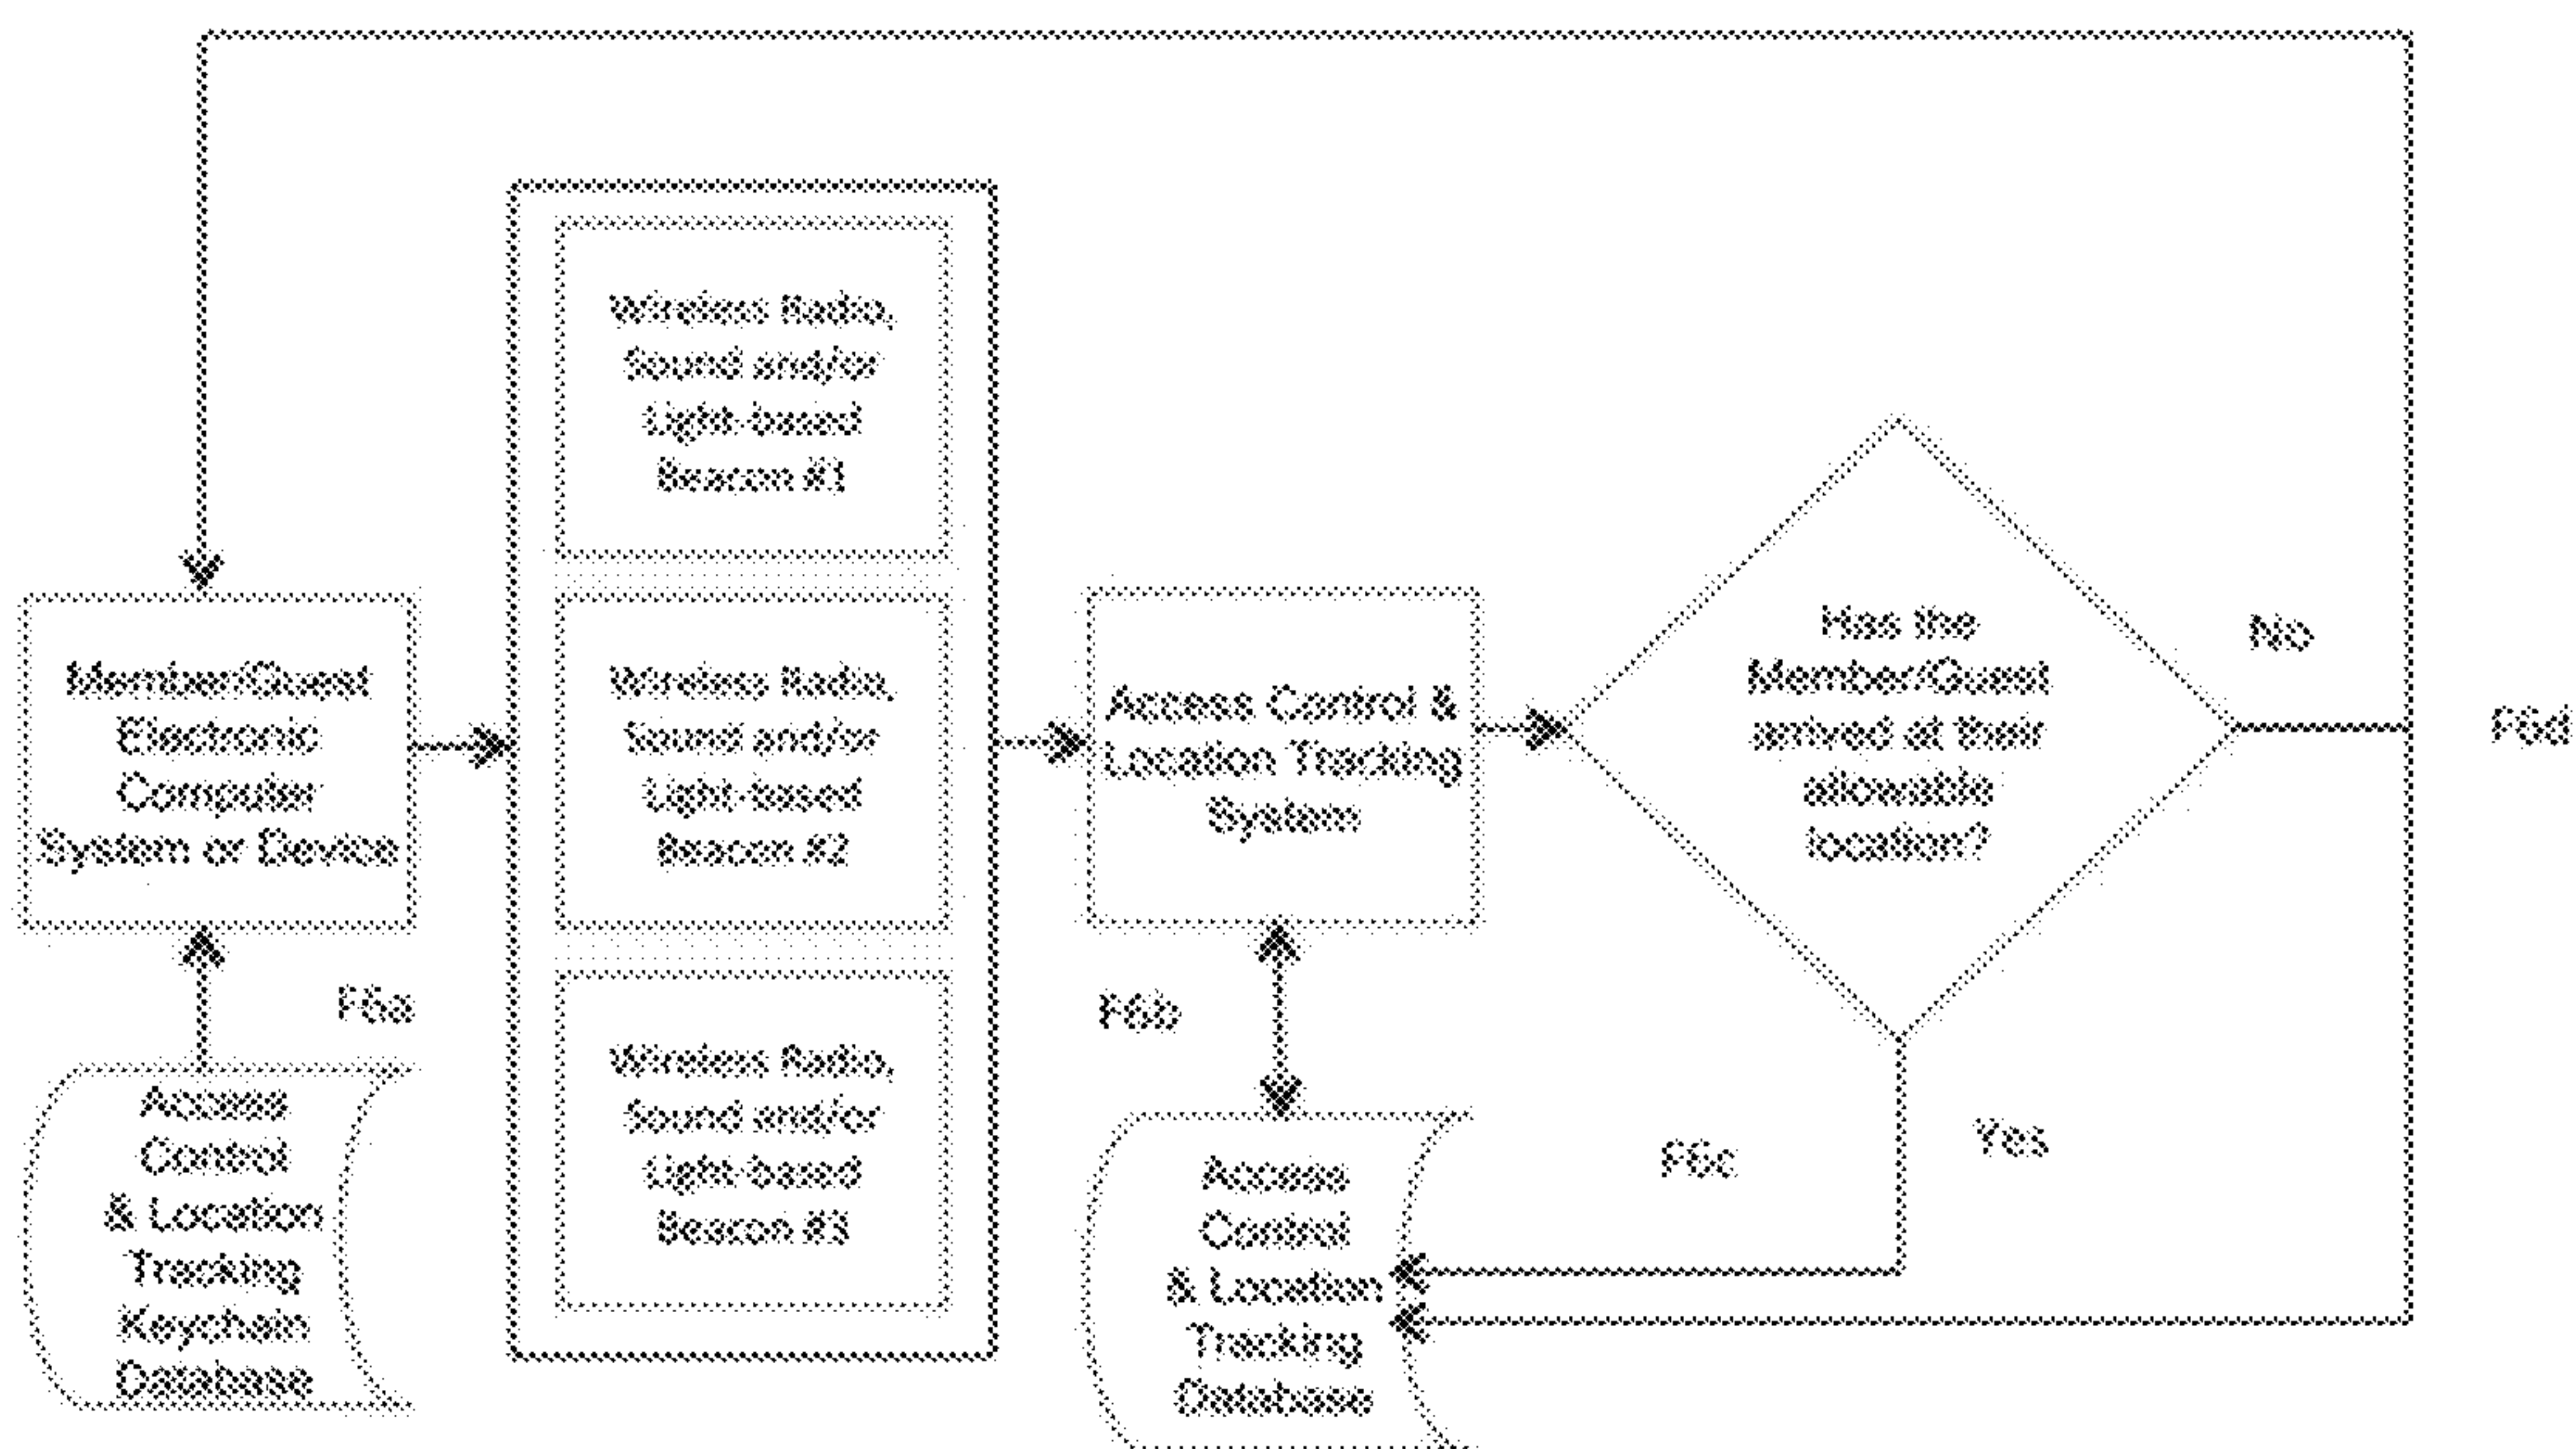 Wireless Radio,
Sound and/or
Light-based
Beacon #1
Member/Guest
Electronic
Computer
System or Device
Wireless Radio,
Sound and/or
Light-based
Beacon #2
Access Control &
Location Tracking
System
Has the
Member/Guest
arrived at their
allowable
location?
NO
F6d
F6a
Access
Control
& Location
Tracking
Keychain
Database
Wireless Radio,
Sound and/or
Light-based
Beacon #3
F6b
Access
Control
& Location
Tracking
Database
F6c
Yes